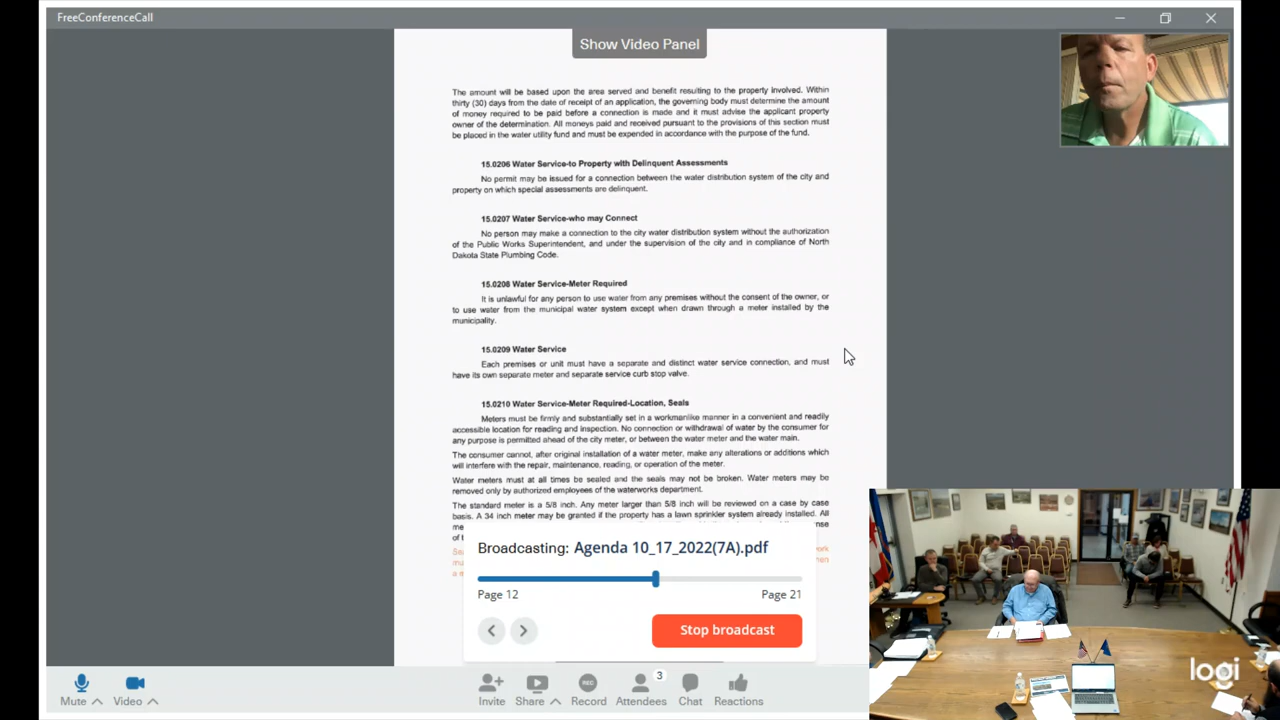 FreeConferenceCall
Show Video Panel
The amount will be based upon the area served and benefit resulting to the property involved. Within
thirty (30) days from the date of receipt of an application, the governing body must determine the amount
of money required to be paid before a connection is made and it must advise the applicant property
owner of the determination. All moneys paid and received pursuant to the provisions of this section must
be placed in the water utility fund and must be expended in accordance with the purpose of the fund.
15.0206 Water Service-to Property with Delinquent Assessments
No permit may be issued for a connection between the water distribution system of the city and
property on which special assessments are delinquent.
15.0207 Water Service-who may Connect
No person may make a connection to the city water distribution system without the authorization
of the Public Works Superintendent, and under the supervision of the city and in compliance of North
Dakota State Plumbing Code.
15.0208 Water Service-Meter Required
It is unlawful for any person to use water from any premises without the consent of the owner, or
to use water from the municipal water system except when drawn through a meter installed by the
municipality.
15.0209 Water Service
Each premises or unit must have a separate and distinct water service connection, and must
have its own separate meter and separate service curb stop valve.
15.0210 Water Service-Meter Required-Location, Seals
Meters must be firmly and substantially set in a workmanlike manner in a convenient and readily
accessible location for reading and inspection. No connection or withdrawal of water by the consumer for
any purpose is permitted ahead of the city meter, or between the water meter and the water main.
The consumer cannot, after original installation of a water meter, make any alterations or additions which
will interfere with the repair, maintenance, reading, or operation of the meter.
Water meters must at all times be sealed and the seals may not be broken. Water meters may be
removed only by authorized employees of the waterworks department.
The standard meter is a 5/8 inch. Any meter larger than 5/8 inch will be reviewed on a case by case
basis. A 34 inch meter may be granted if the property has a lawn sprinkler system already installed. All
Broadcasting: Agenda 10_17_2022(7A).pdf
Page 12
Page 21
Stop broadcast
logi
3
Mute
Video
Invite
Share
REC
Record
Attendees
Chat
Reactions